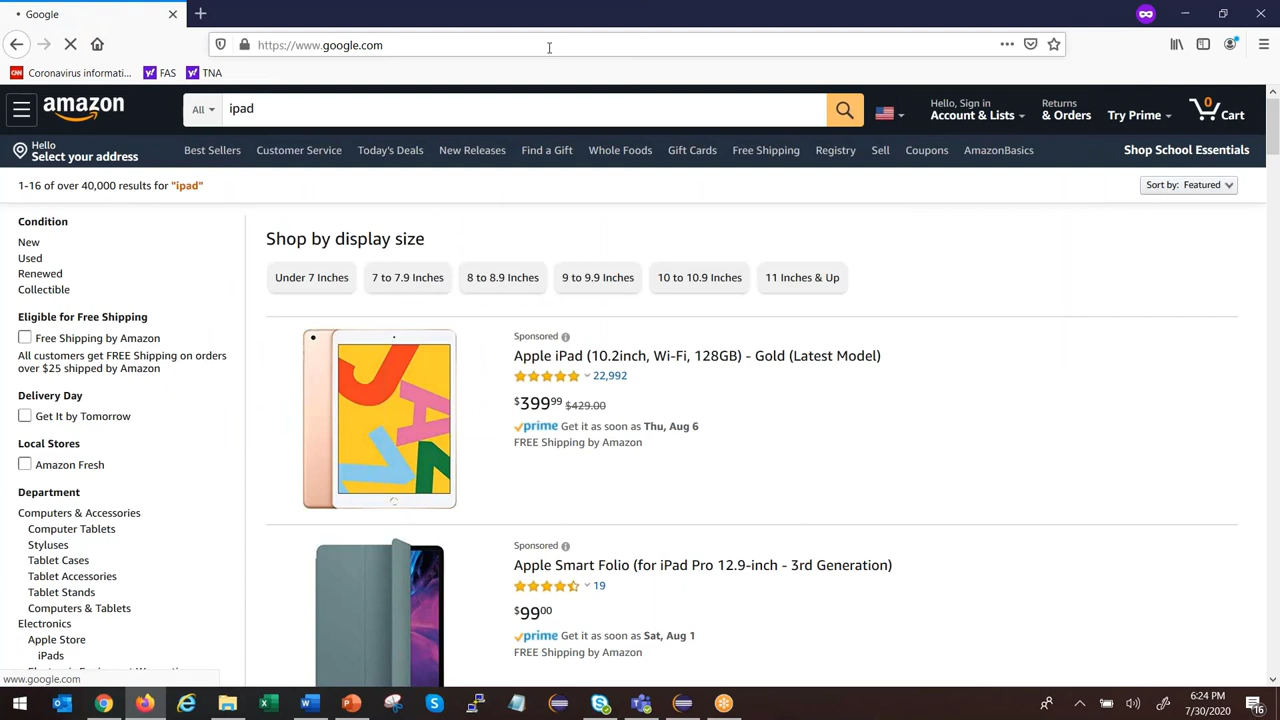 Google
https://www.google.com
CNN Coronavirus informati...
FAS
TNA
amazon
All
ipad
Hello, Sign in
Account & Lists
Returns
& Orders
Try Prime
0
Cart
Hello
Select your address
Best Sellers
Customer Service
Today's Deals
New Releases
Find a Gift
Whole Foods
Gift Cards
Free Shipping
Registry
Sell
Coupons
AmazonBasics
Shop School Essentials
1-16 of over 40,000 results for "ipad"
Sort by: Featured
Condition
New
Used
Renewed
Collectible
Eligible for Free Shipping
Free Shipping by Amazon
All customers get FREE Shipping on orders
over $25 shipped by Amazon
Delivery Day
Get It by Tomorrow
Local Stores
Amazon Fresh
Department
Computers & Accessories
Computer Tablets
Styluses
Tablet Cases
Tablet Accessories
Tablet Stands
Computers & Tablets
Electronics
Apple Store
iPads
Shop by display size
Under 7 Inches
7 to 7.9 Inches
8 to 8.9 Inches
9 to 9.9 Inches
10 to 10.9 Inches
11 Inches & Up
Sponsored
Apple iPad (10.2inch, Wi-Fi, 128GB) - Gold (Latest Model)
22,992
$399.99 $429.00
prime Get it as soon as Thu, Aug 6
FREE Shipping by Amazon
Sponsored
Apple Smart Folio (for iPad Pro 12.9-inch - 3rd Generation)
19
$99.00
prime Get it as soon as Sat, Aug 1
FREE Shipping by Amazon
www.google.com
6:24 PM
7/30/2020
16